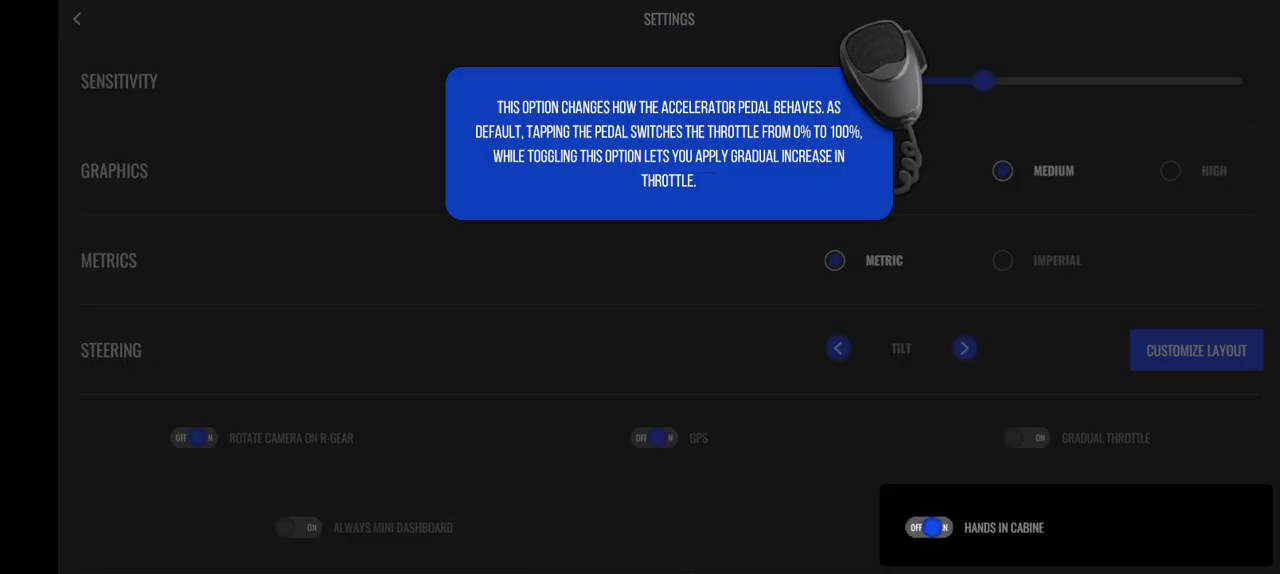 SETTINGS
SENSITIVITY
THIS OPTION CHANGES HOW THE ACCELERATOR PEDAL BEHAVES. AS
DEFAULT, TAPPING THE PEDAL SWITCHES THE THROTTLE FROM 0% TO 100%,
WHILE TOGGLING THIS OPTION LETS YOU APPLY GRADUAL INCREASE IN
THROTTLE.
GRAPHICS
MEDIUM
HIGH
METRICS
METRIC
IMPERIAL
STEERING
TILT
CUSTOMIZE LAYOUT
OFF N ROTATE CAMERA ON R-GEAR
OFF N GPS
ON GRADUAL THROTTLE
ON ALWAYS MINI DASHBOARD
OFF N HANDS IN CABINE